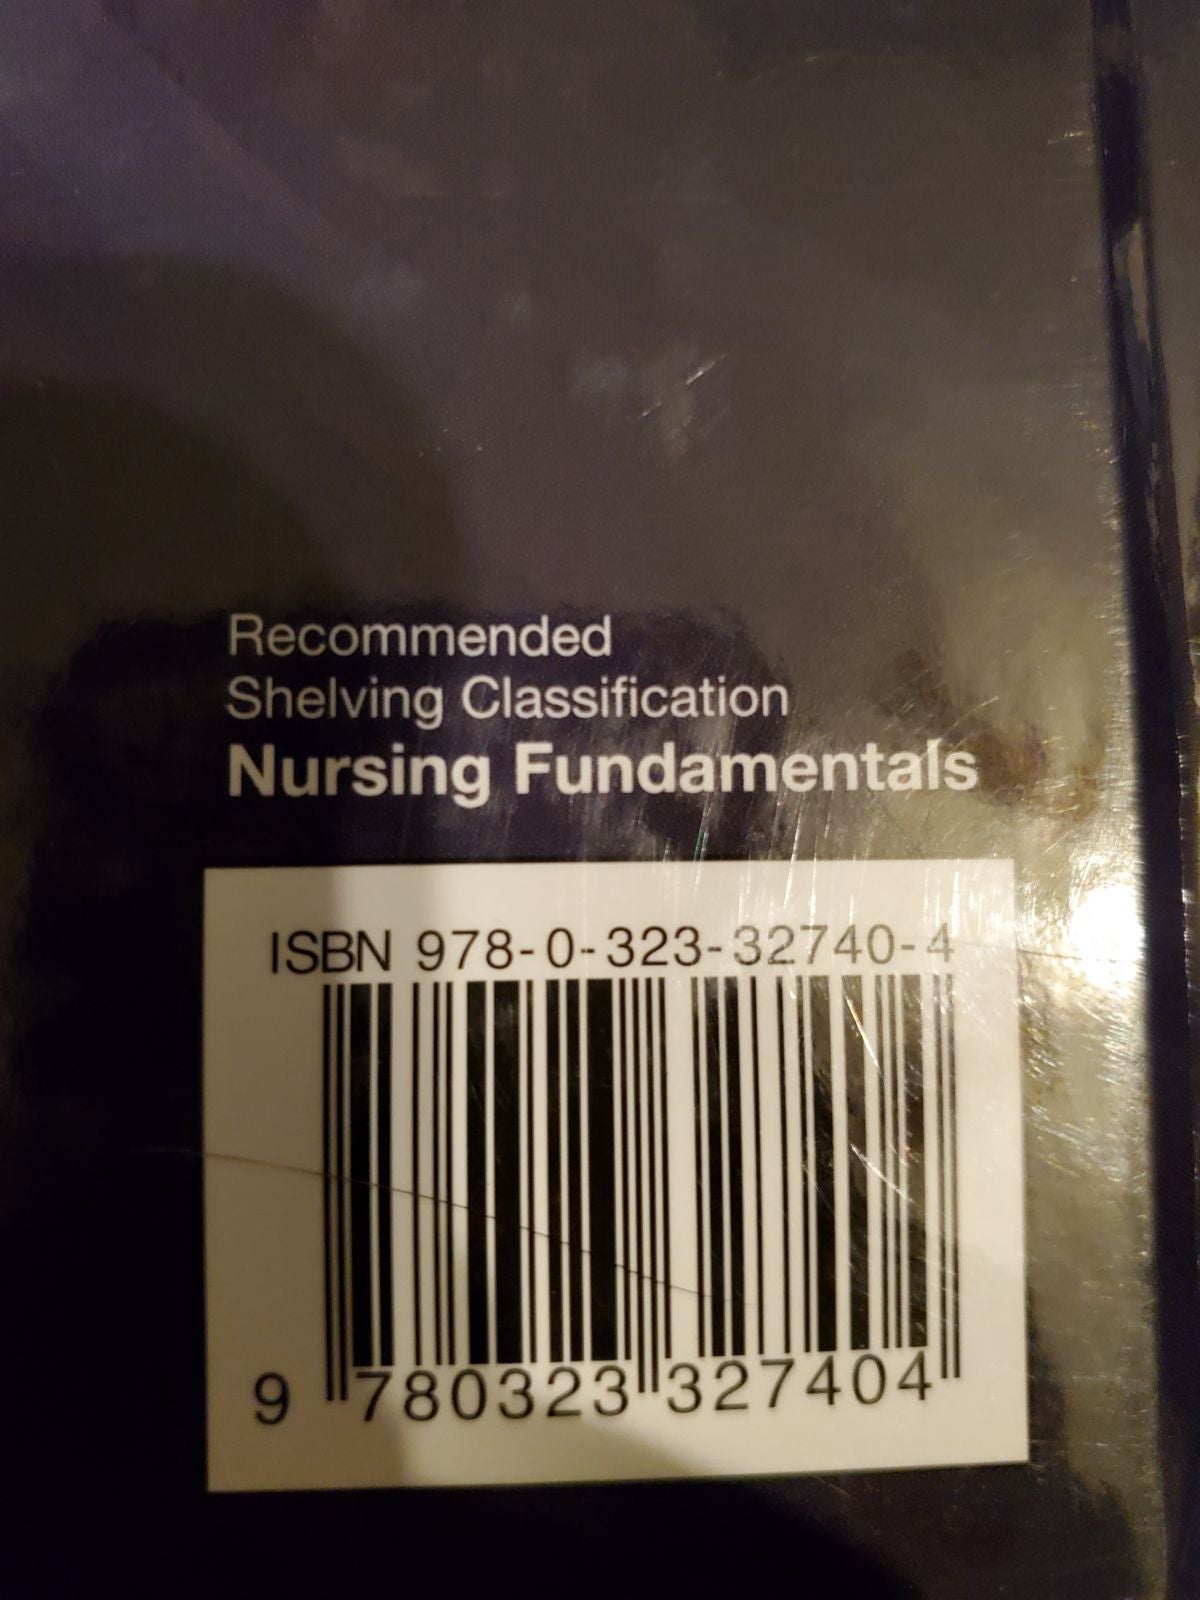 Recommended
Shelving Classification
Nursing Fundamentals
ISBN 978-0-323-32740-4
9 780323 327404